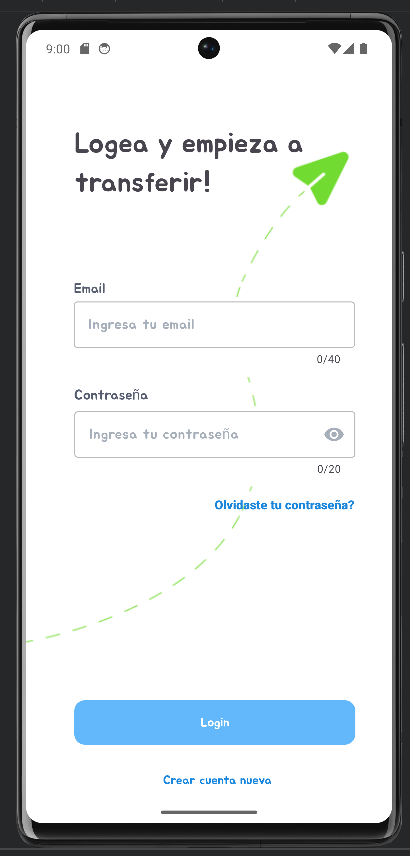 9:00
Logea y empieza a
transferir!
Email
Ingresa tu email
0/40
Contraseña
Ingresa tu contraseña
0/20
Olvidaste tu contraseña?
Login
Crear cuenta nueva